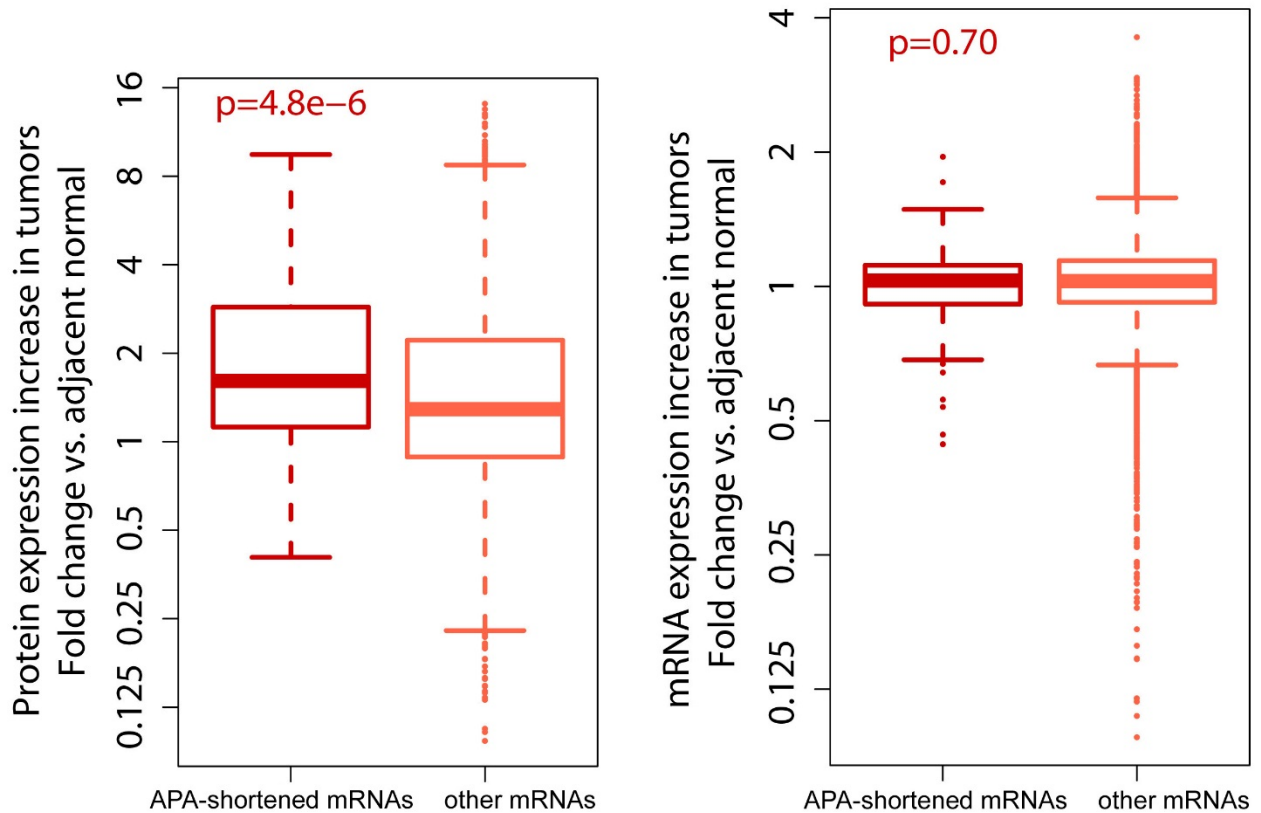 Protein expression increase in tumors
Fold change vs. adjacent normal
16
8
4
2
1
0.5
0.25
0.125
p=4.8e−6
APA-shortened mRNAs other mRNAs
mRNA expression increase in tumors
Fold change vs. adjacent normal
4
2
1
0.5
0.25
0.125
p=0.70
APA-shortened mRNAs other mRNAs